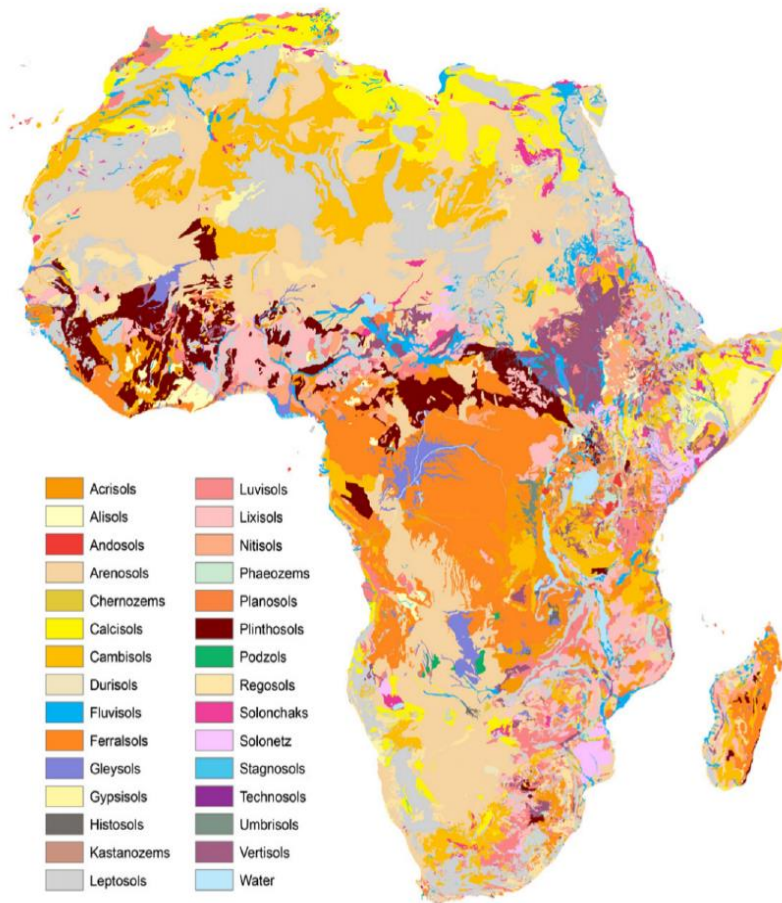 Acrisols
Alisols
Andosols
Arenosols
Chernozems
Calcisols
Cambisols
Durisols
Fluvisols
Ferralsols
Gleysols
Gypsisols
Histosols
Kastanozems
Leptosols
Luvisols
Lixisols
Nitisols
Phaeozems
Planosols
Plinthosols
Podzols
Regosols
Solonchaks
Solonetz
Stagnosols
Technosols
Umbrisols
Vertisols
Water